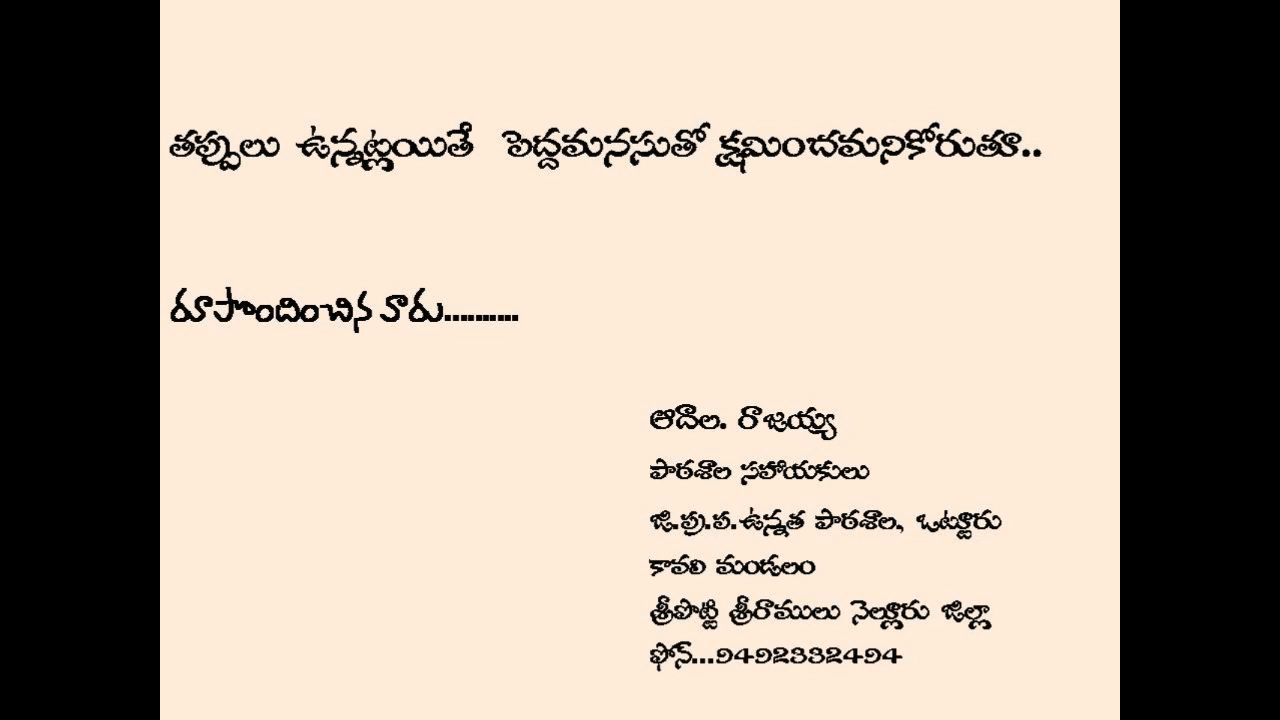 తప్పులు ఉన్నట్లయితే పెద్దమనసుతో క్షమించమనికోరుతూ..
రూపొందించిన వారు..........
ఆదాల. రాజయ్య
పాఠశాల సహాయకులు
జి.ప్ర.ప.ఉన్నత పాఠశాల, ఒట్టూరు
కావలి మండలం
శ్రీపొట్టి శ్రీరాములు నెల్లూరు జిల్లా
ఫోన్...9492332494